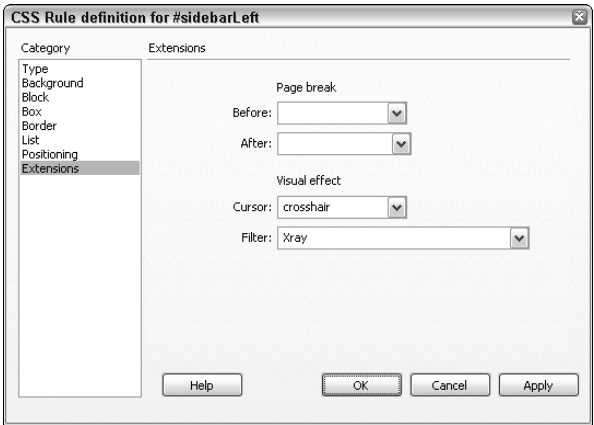 CSS Rule definition for #sidebarLeft
Category
Extensions
Type
Background
Block
Box
Border
List
Positioning
Extensions
Page break
Before:
After:
Visual effect
Cursor: crosshair
Filter: Xray
Help OK Cancel Apply